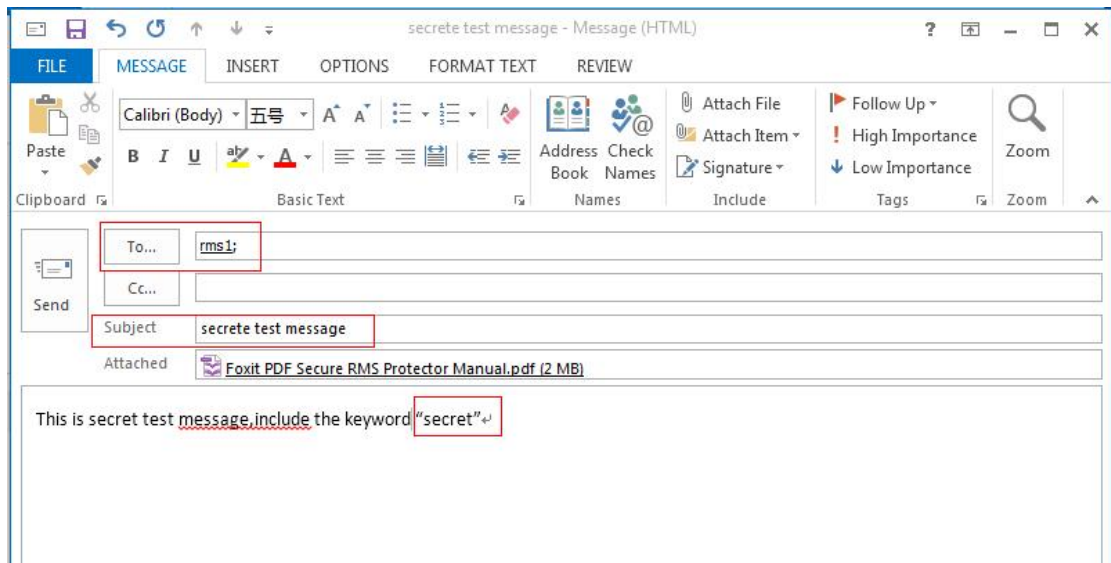 secrete test message - Message (HTML)
?
FILE MESSAGE INSERT OPTIONS FORMAT TEXT REVIEW
Paste
Clipboard
Calibri (Body) 五号 A A
B I U aby A
Basic Text
Address Book
Check Names
Names
Attach File
Attach Item
Signature
Include
Follow Up
! High Importance
Low Importance
Tags
Zoom
Zoom
Send
To... rms1;
Cc...
Subject secrete test message
Attached Foxit PDF Secure RMS Protector Manual.pdf (2 MB)
This is secret test message,include the keyword “secret”↵